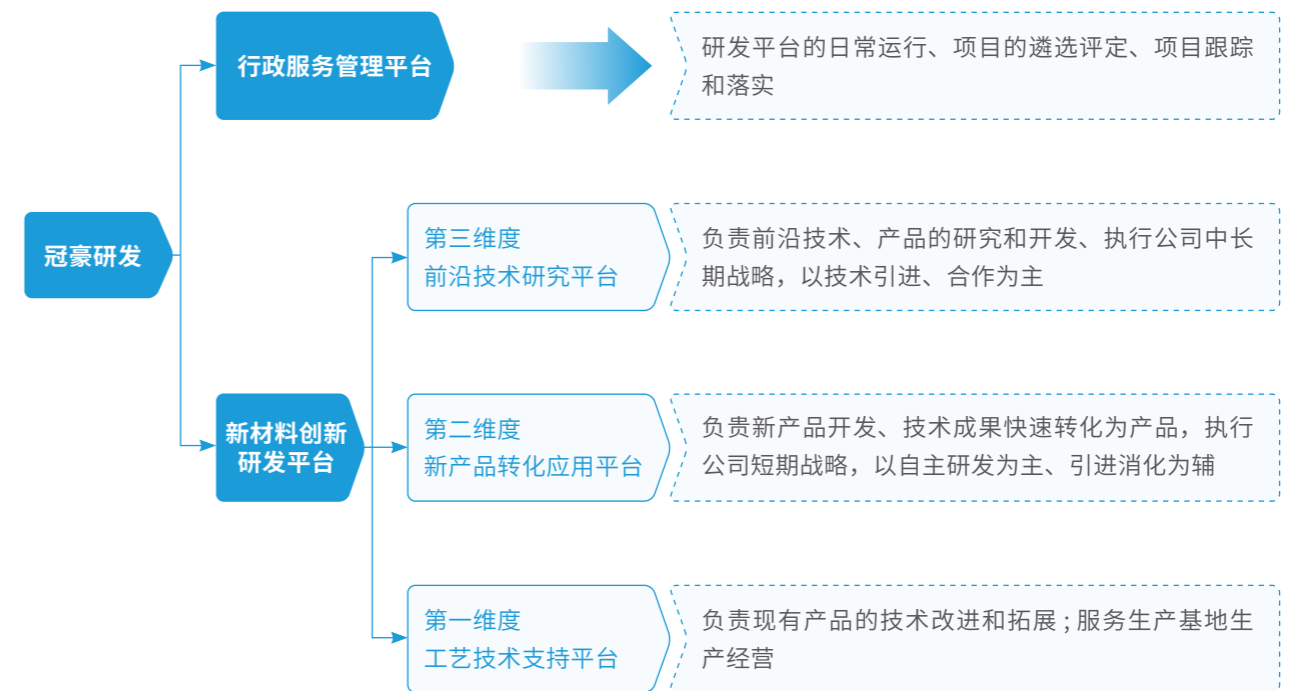 行政服务管理平台
研发平台的日常运行、项目的遴选评定、项目跟踪
和落实
冠豪研发
第三维度
前沿技术研究平台
负责前沿技术、产品的研究和开发、执行公司中长
期战略，以技术引进、合作为主
新材料创新
研发平台
第二维度
新产品转化应用平台
负贵新产品开发、技术成果快速转化为产品，执行
公司短期战略，以自主研发为主、引进消化为辅
第一维度
工艺技术支持平台
负责现有产品的技术改进和拓展；服务生产基地生
产经营